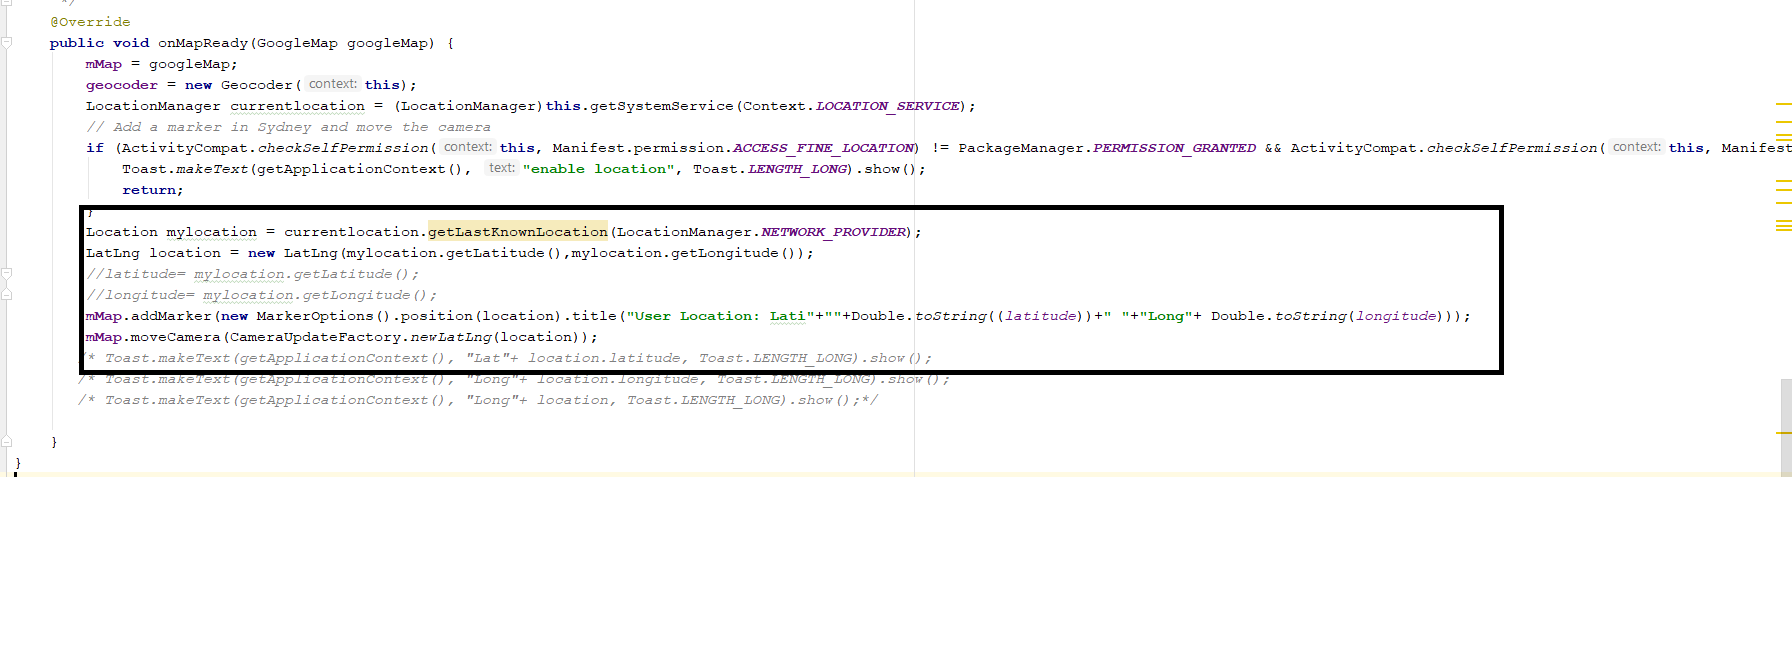 */
@Override
public void onMapReady(GoogleMap googleMap) {
mMap = googleMap;
geocoder = new Geocoder( context: this);
LocationManager currentlocation = (LocationManager)this.getSystemService(Context.LOCATION_SERVICE);
// Add a marker in Sydney and move the camera
if (ActivityCompat.checkSelfPermission( context: this, Manifest.permission.ACCESS_FINE_LOCATION) != PackageManager.PERMISSION_GRANTED && ActivityCompat.checkSelfPermission( context: this, Manifest
Toast.makeText(getApplicationContext(), text: "enable location", Toast.LENGTH_LONG).show();
return;
}
Location mylocation = currentlocation.getLastKnownLocation(LocationManager.NETWORK_PROVIDER);
LatLng location = new LatLng(mylocation.getLatitude(),mylocation.getLongitude());
//latitude= mylocation.getLatitude();
//longitude= mylocation.getLongitude();
mMap.addMarker(new MarkerOptions().position(location).title("User Location: Lati"+""+Double.toString((latitude))+" "+"Long"+ Double.toString(longitude)));
mMap.moveCamera(CameraUpdateFactory.newLatLng(location));
/* Toast.makeText(getApplicationContext(), "Lat"+ location.latitude, Toast.LENGTH_LONG).show();
/* Toast.makeText(getApplicationContext(), "Long"+ location.longitude, Toast.LENGTH_LONG).show();
/* Toast.makeText(getApplicationContext(), "Long"+ location, Toast.LENGTH_LONG).show();*/
}
}